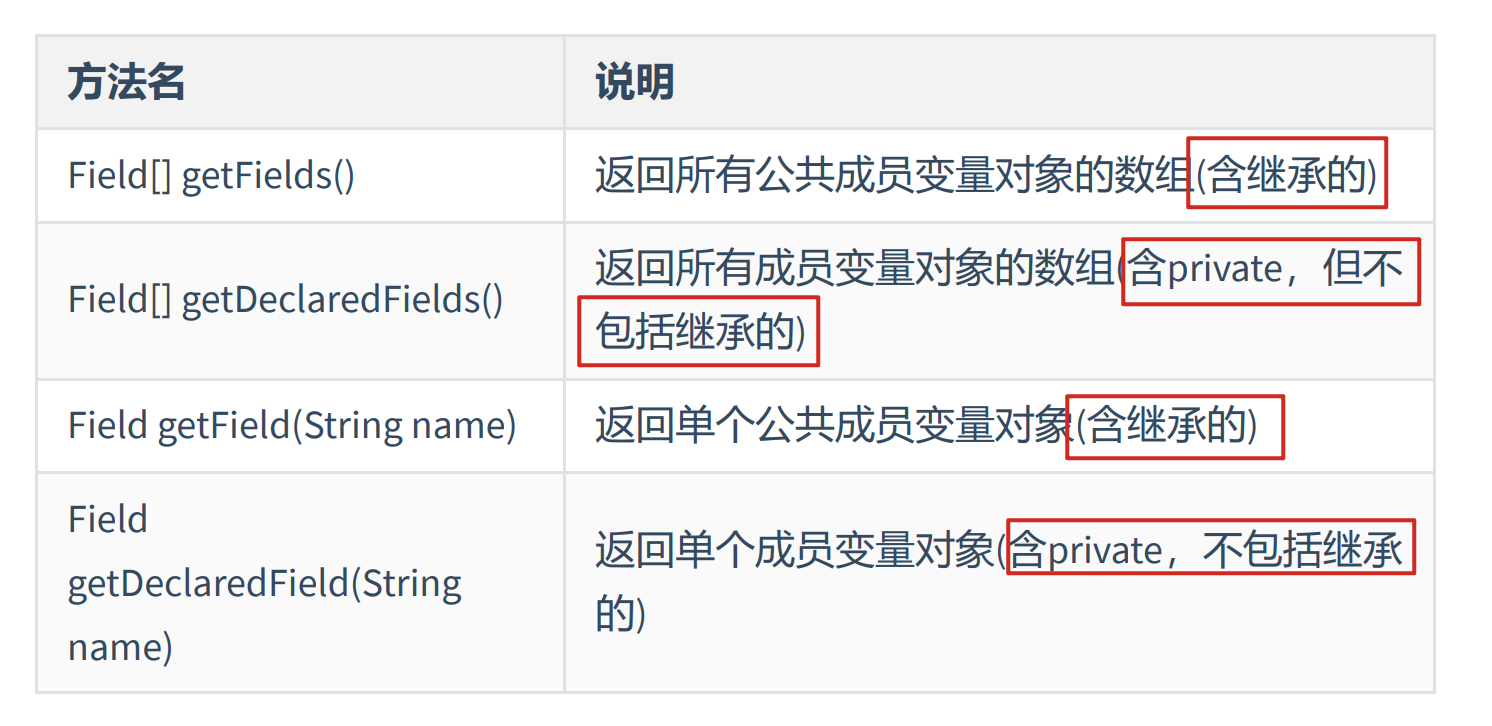 方法名
说明
Field[] getFields()
返回所有公共成员变量对象的数组(含继承的)
Field[] getDeclaredFields()
返回所有成员变量对象的数组(含private，但不
包括继承的)
Field getField(String name)
返回单个公共成员变量对象(含继承的)
Field
getDeclaredField(String
name)
返回单个成员变量对象(含private，不包括继承
的)